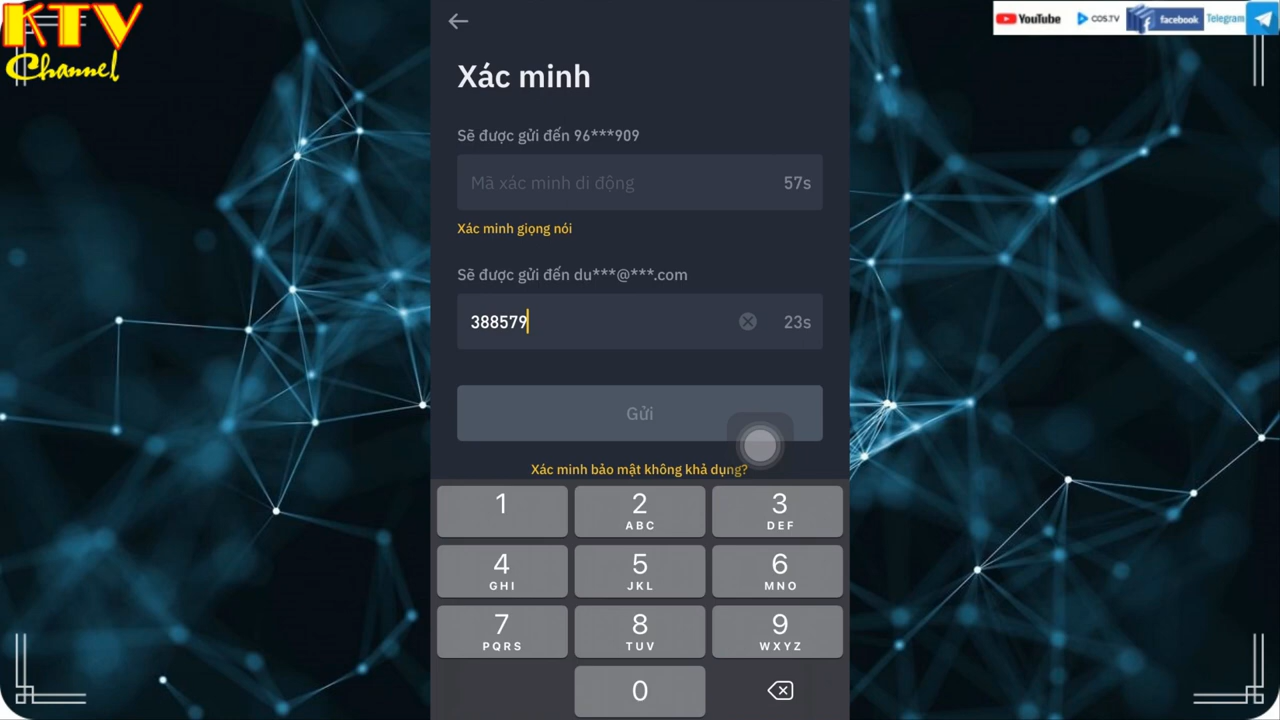 KTV
Channel
YouTube
COS.TV
facebook
Telegram
Xác minh
Sẽ được gửi đến 96***909
Mã xác minh di động 57s
Xác minh giọng nói
Sẽ được gửi đến du***@***.com
388579 23s
Gửi
Xác minh bảo mật không khả dụng?
1
2 ABC
3 DEF
4 GHI
5 JKL
6 MNO
7 PQRS
8 TUV
9 WXYZ
0